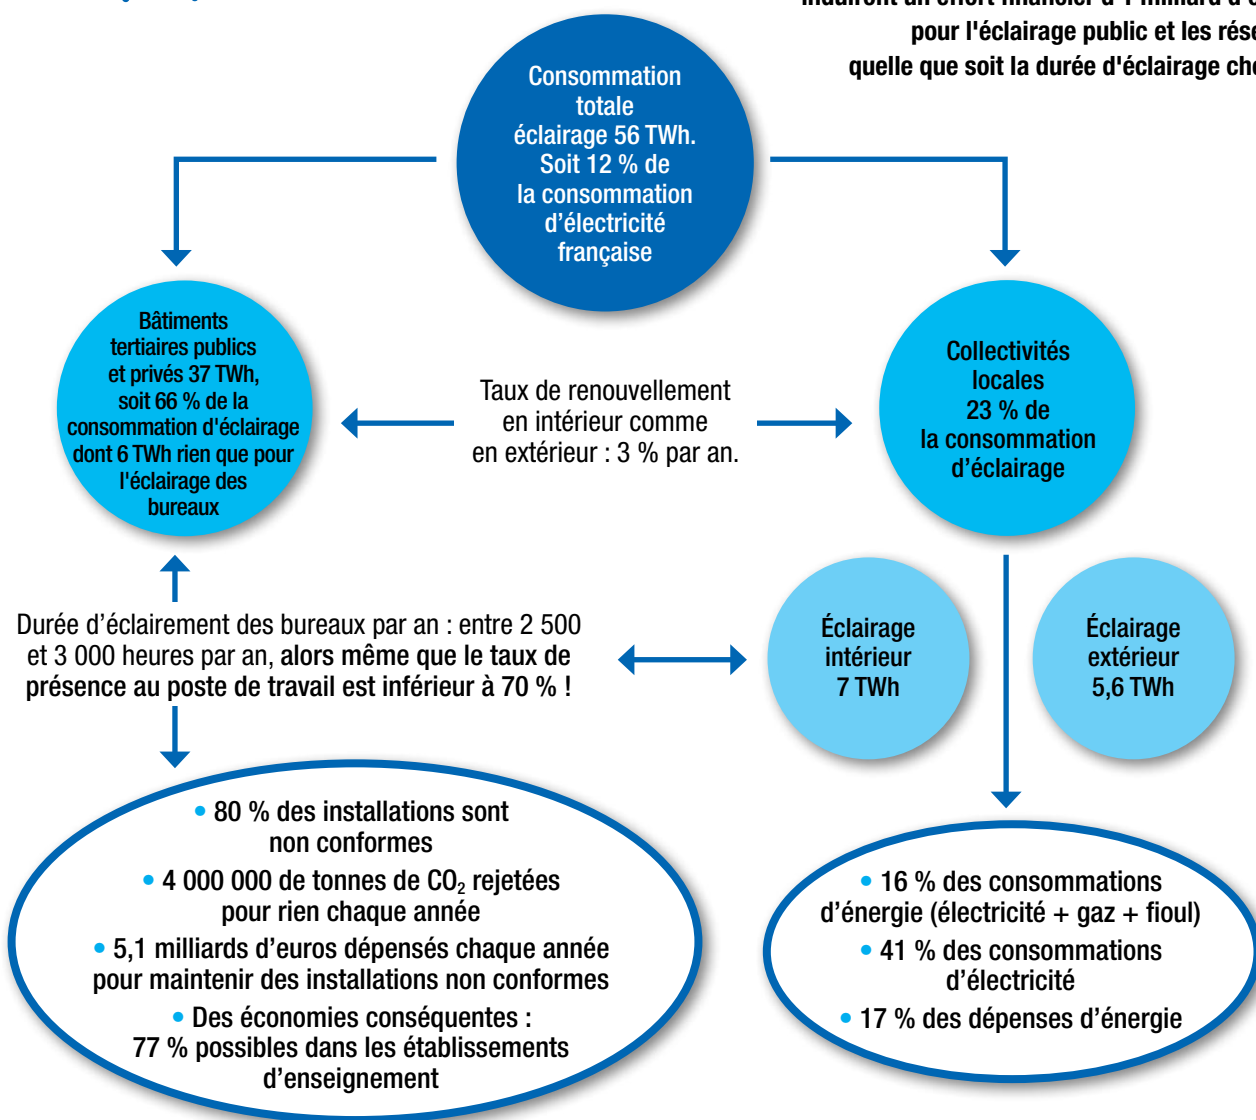 pour l'éclairage public et les
quelle que soit la durée d'éclairage
Consommation
totale
éclairage 56 TWh.
Soit 12 % de
la consommation
d'électricité
française
Bâtiments
tertiaires publics
et privés 37 TWh,
soit 66 % de la
consommation d'éclairage
dont 6 TWh rien que pour
l'éclairage des
bureaux
Taux de renouvellement
en intérieur comme
en extérieur : 3 % par an.
Collectivités
locales
23 % de
la consommation
d'éclairage
Durée d'éclairement des bureaux par an : entre 2 500
et 3 000 heures par an, alors même que le taux de
présence au poste de travail est inférieur à 70 % !
Éclairage
intérieur
7 TWh
Éclairage
extérieur
5,6 TWh
• 80 % des installations sont
non conformes
• 4 000 000 de tonnes de CO₂ rejetées
pour rien chaque année
• 5,1 milliards d'euros dépensés chaque année
pour maintenir des installations non conformes
• Des économies conséquentes :
77 % possibles dans les établissements
d'enseignement
• 16 % des consommations
d'énergie (électricité + gaz + fioul)
• 41 % des consommations
d'électricité
• 17 % des dépenses d'énergie